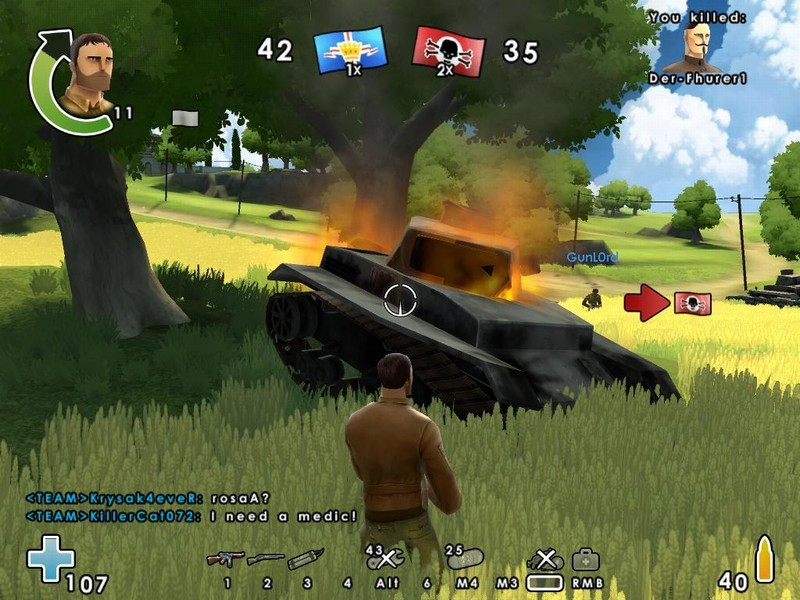 You killed:
42
1x
2x
35
Der-Fhurer1
11
GunL0rd
<TEAM>Krysak4eveR: rosaA?
<TEAM>KillerCat072: I need a medic!
43
25
107
1 2 3 4 Alt 6 M4 M3 RMB
40